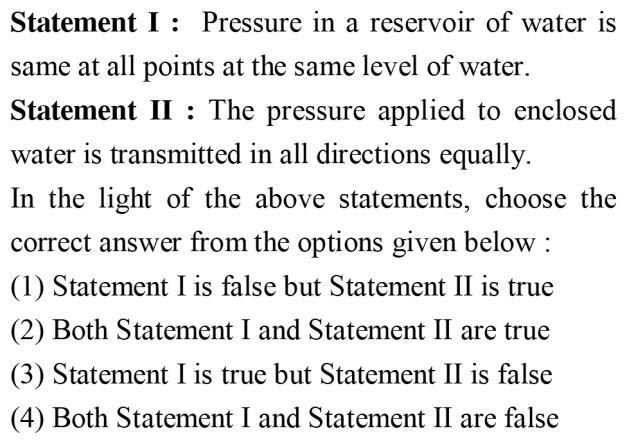 Statement I : Pressure in a reservoir of water is
same at all points at the same level of water.
Statement II : The pressure applied to enclosed
water is transmitted in all directions equally.
In the light of the above statements, choose the
correct answer from the options given below :
(1) Statement I is false but Statement II is true
(2) Both Statement I and Statement II are true
(3) Statement I is true but Statement II is false
(4) Both Statement I and Statement II are false